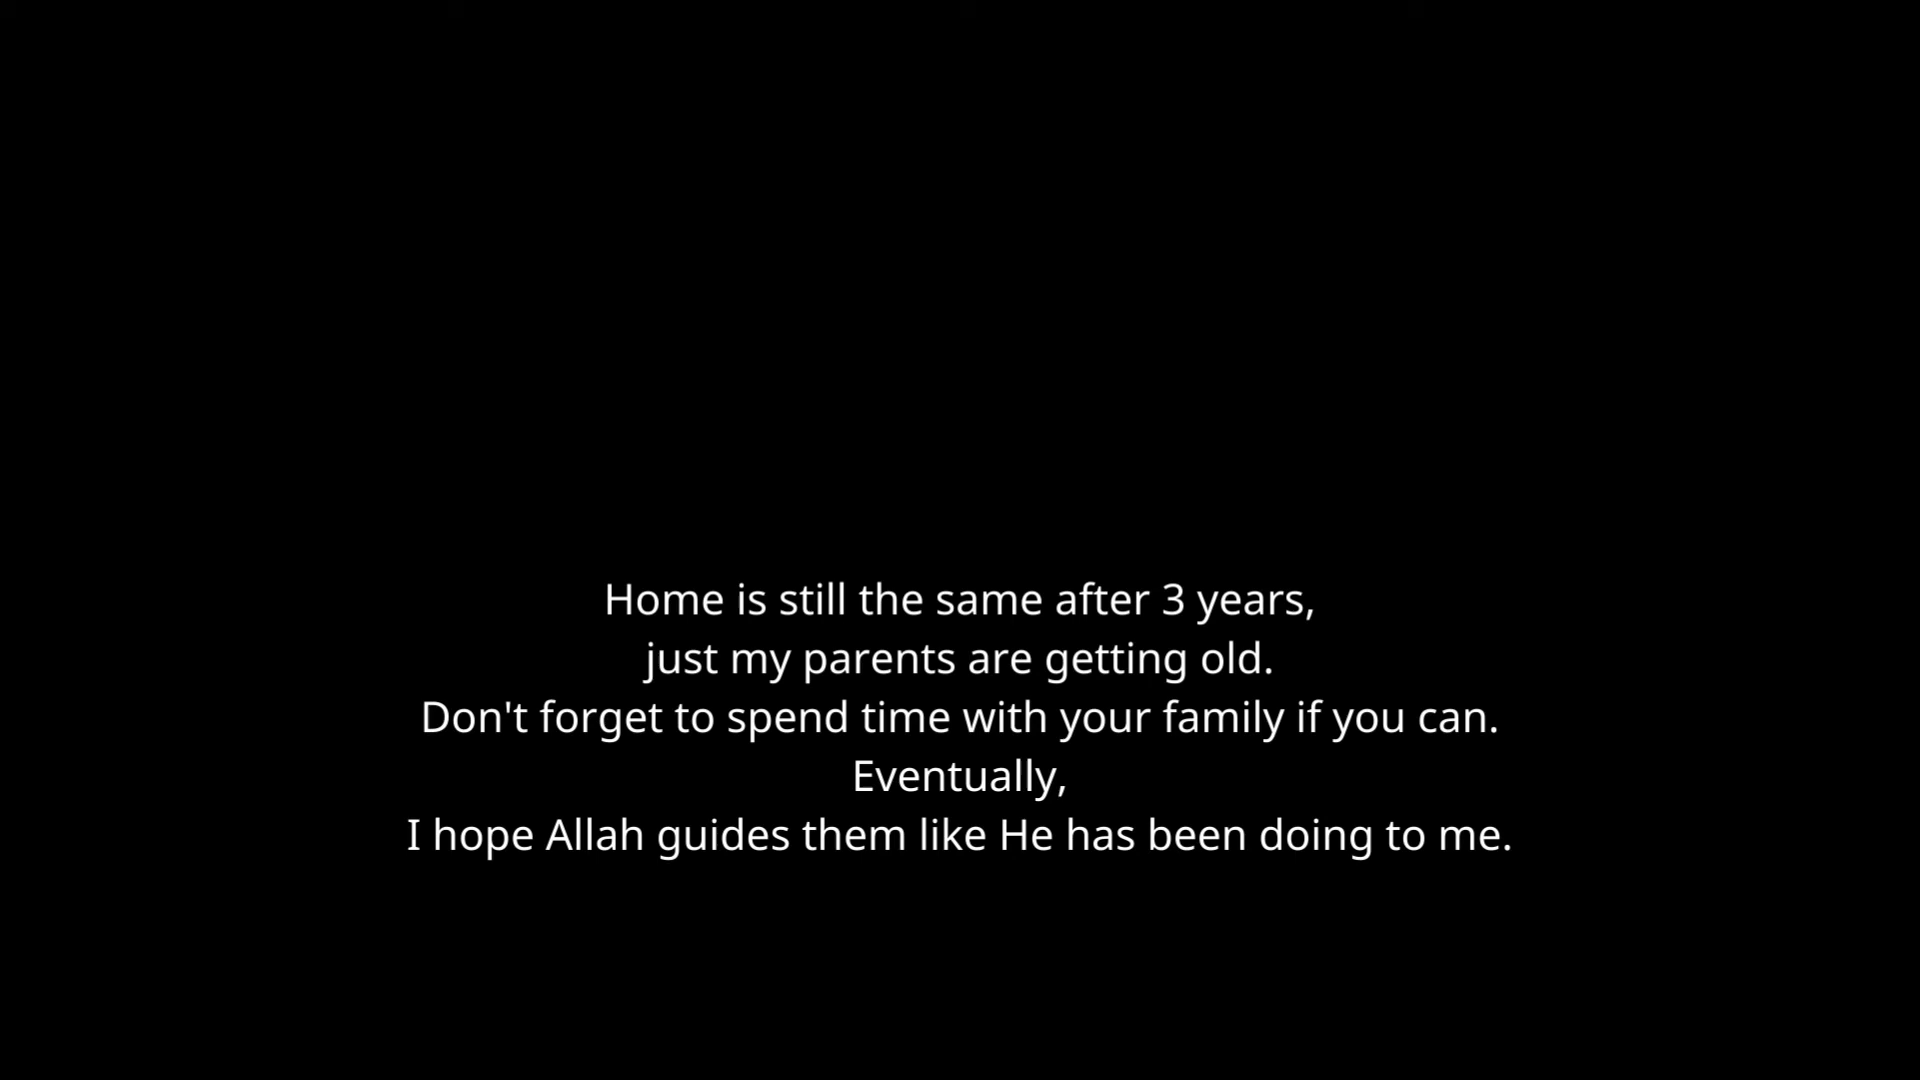 Home is still the same after 3 years,
just my parents are getting old.
Don't forget to spend time with your family if you can.
Eventually,
I hope Allah guides them like He has been doing to me.